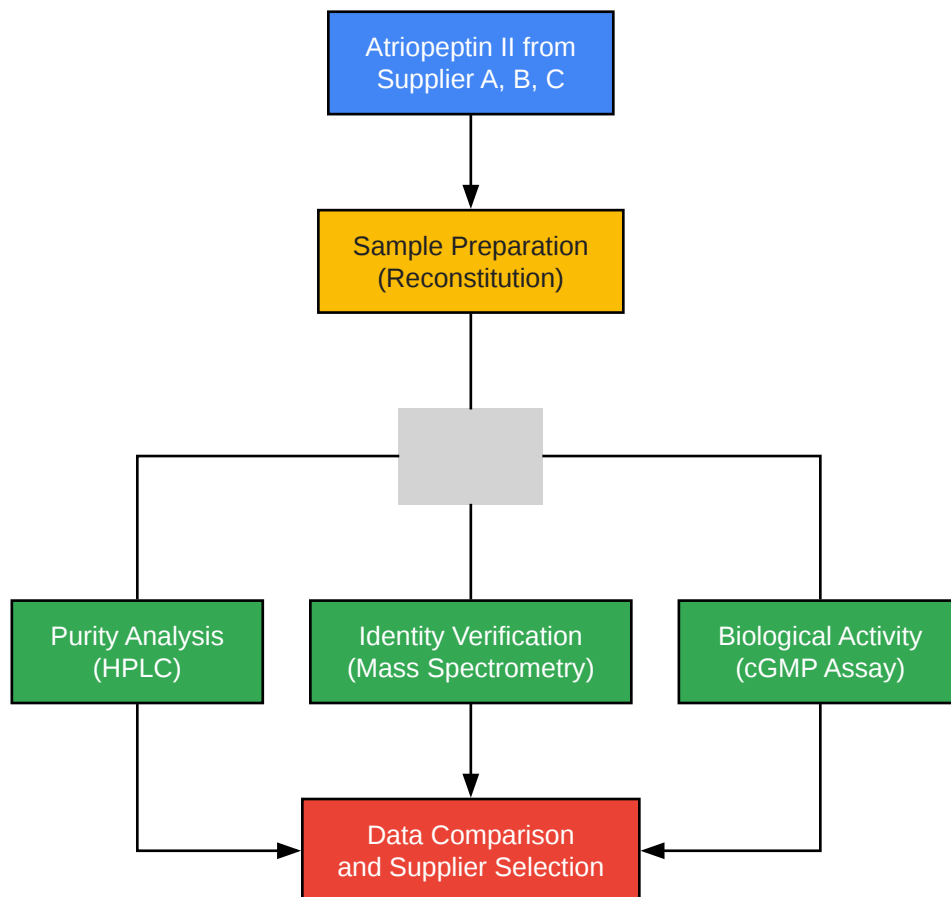 Atriopeptin II from
Supplier A, B, C
Sample Preparation
(Reconstitution)
Purity Analysis
(HPLC)
Identity Verification
(Mass Spectrometry)
Biological Activity
(cGMP Assay)
Data Comparison
and Supplier Selection